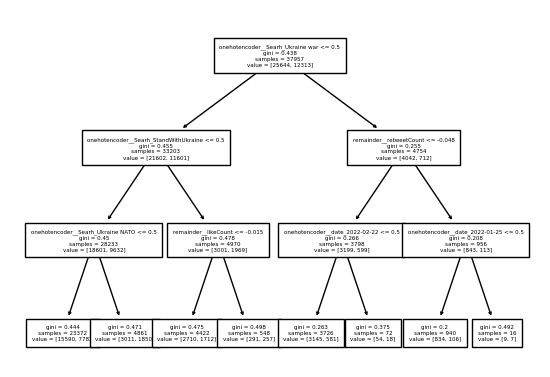 onehotencoder__Searh_Ukraine war <= 0.5
gini = 0.438
samples = 37957
value = [25644, 12313]
onehotencoder__Searh_StandWithUkraine <= 0.5
gini = 0.455
samples = 33203
value = [21602, 11601]
remainder__retweetCount <= -0.048
gini = 0.255
samples = 4754
value = [4042, 712]
onehotencoder__Searh_Ukraine NATO <= 0.5
gini = 0.45
samples = 28233
value = [18601, 9632]
remainder__likeCount <= -0.015
gini = 0.478
samples = 4970
value = [3001, 1969]
onehotencoder__date_2022-02-22 <= 0.5
gini = 0.266
samples = 3798
value = [3199, 599]
onehotencoder__date_2022-01-25 <= 0.5
gini = 0.208
samples = 956
value = [843, 113]
gini = 0.444
samples = 23372
value = [15590,
gini = 0.471
samples = 4861
value = [3011, 1850
gini = 0.475
samples = 4422
value = [2710, 1712]
gini = 0.498
samples = 548
value = [291, 257]
gini = 0.263
samples = 3726
value = [3145, 581]
gini = 0.375
samples = 72
value = [54, 18]
gini = 0.2
samples = 940
value = [834, 106]
gini = 0.492
samples = 16
value = [9, 7]